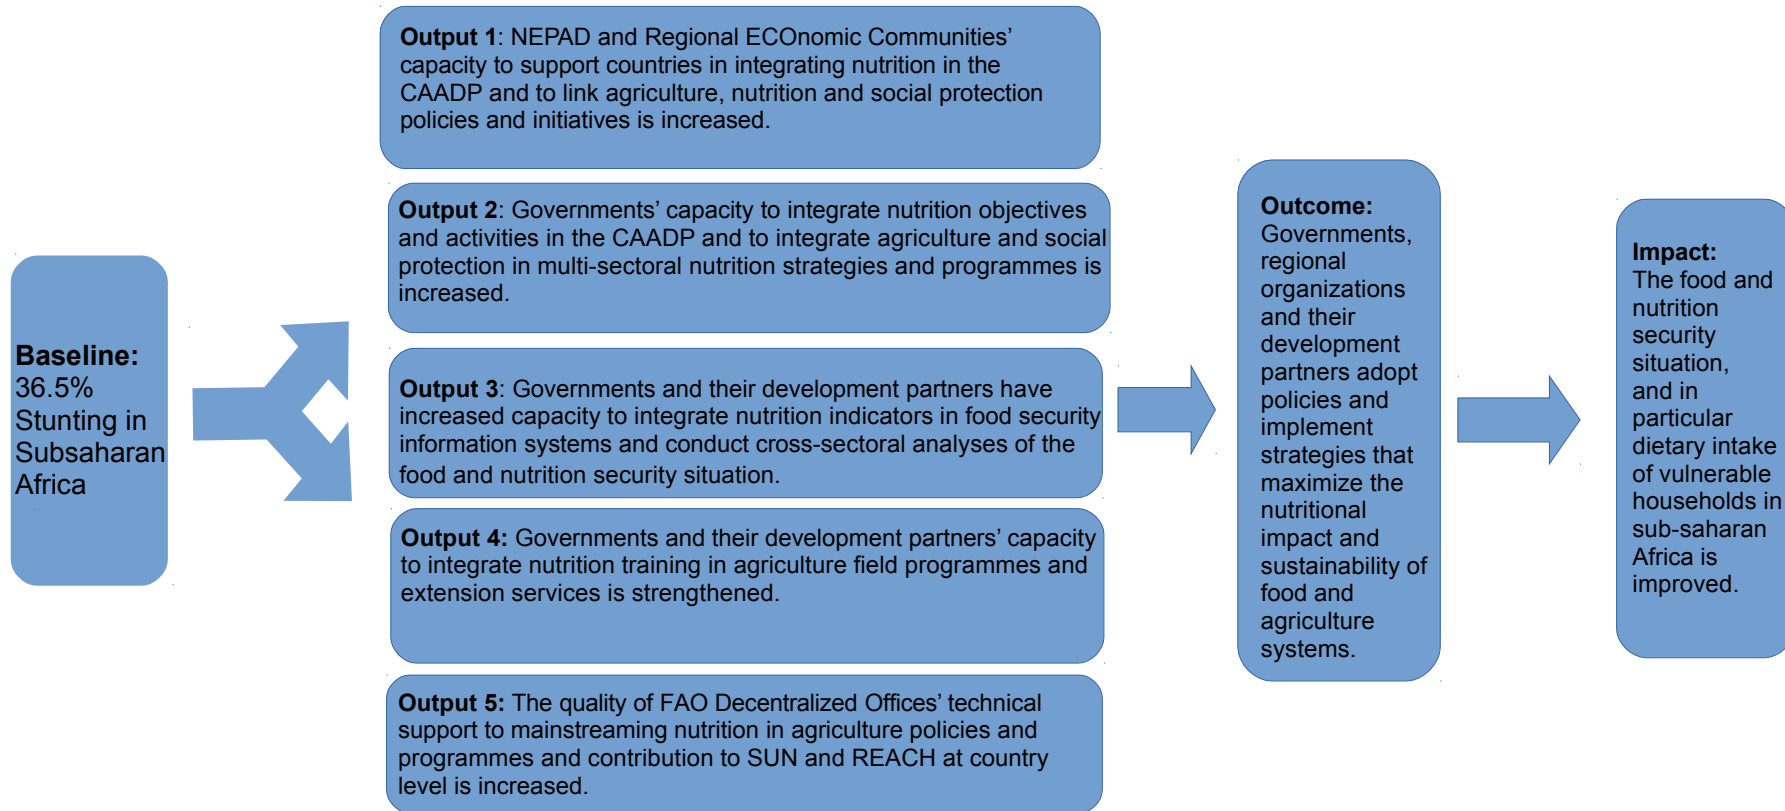 Baseline:
36.5%
Stunting in
Subsaharan
Africa
Output 1: NEPAD and Regional ECOnomic Communities’
capacity to support countries in integrating nutrition in the
CAADP and to link agriculture, nutrition and social protection
policies and initiatives is increased.
Output 2: Governments’ capacity to integrate nutrition objectives
and activities in the CAADP and to integrate agriculture and social
protection in multi-sectoral nutrition strategies and programmes is
increased.
Output 3: Governments and their development partners have
increased capacity to integrate nutrition indicators in food security
information systems and conduct cross-sectoral analyses of the
food and nutrition security situation.
Output 4: Governments and their development partners’ capacity
to integrate nutrition training in agriculture field programmes and
extension services is strengthened.
Output 5: The quality of FAO Decentralized Offices’ technical
support to mainstreaming nutrition in agriculture policies and
programmes and contribution to SUN and REACH at country
level is increased.
Outcome:
Governments,
regional
organizations
and their
development
partners adopt
policies and
implement
strategies that
maximize the
nutritional
impact and
sustainability of
food and
agriculture
systems.
Impact:
The food and
nutrition
security
situation,
and in
particular
dietary intake
of vulnerable
households in
sub-saharan
Africa is
improved.